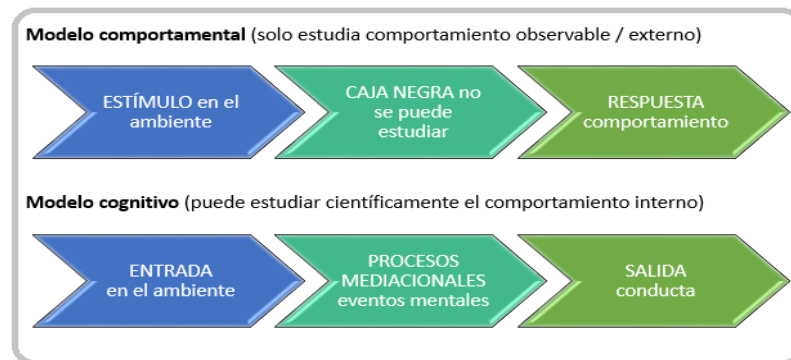 Modelo comportamental (solo estudia comportamiento observable / externo)
ESTÍMULO en el
ambiente
CAJA NEGRA no
se puede
estudiar
RESPUESTA
comportamiento
Modelo cognitivo (puede estudiar científicamente el comportamiento interno)
ENTRADA
en el ambiente
PROCESOS
MEDIACIONALES
eventos mentales
SALIDA
conducta